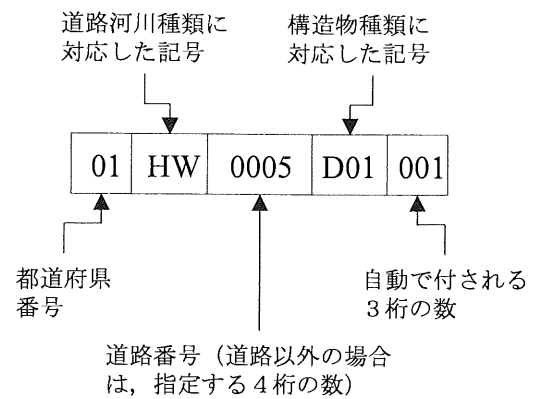 道路河川種類に
対応した記号
構造物種類に
対応した記号
01 HW 0005 D01 001
都道府県
番号
自動で付される
３桁の数
道路番号（道路以外の場合
は，指定する４桁の数）